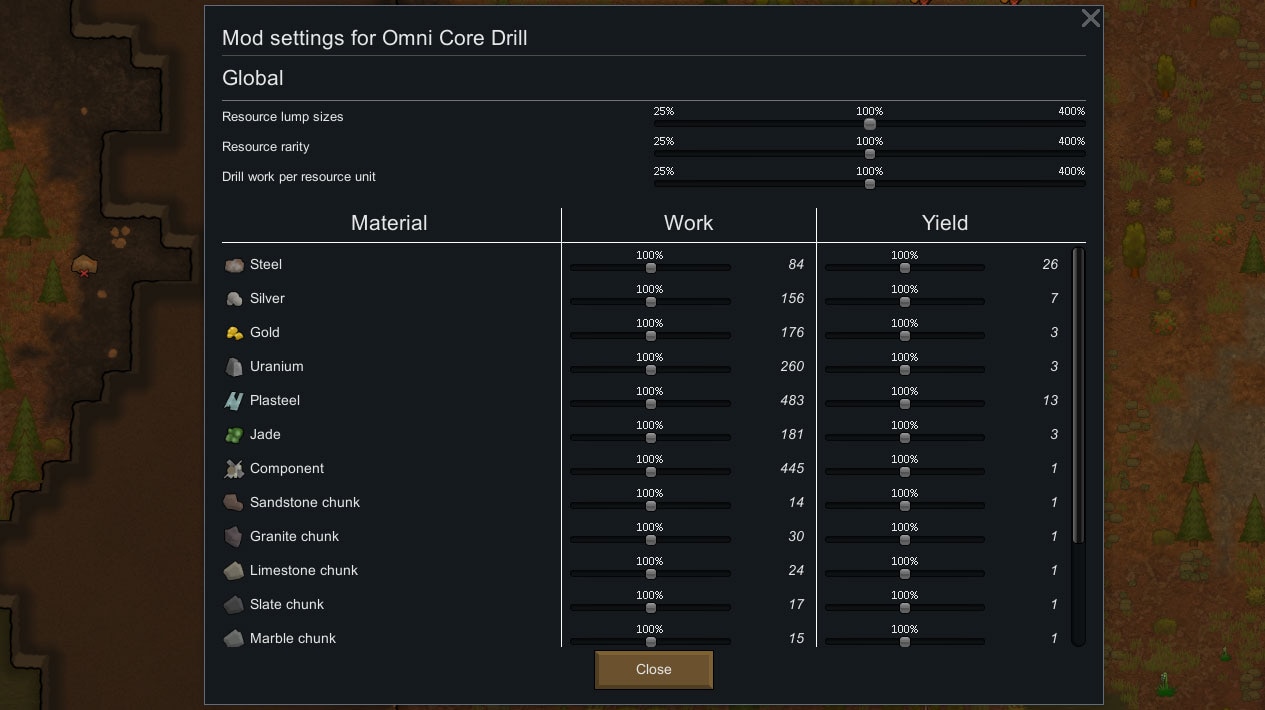 Mod settings for Omni Core Drill
Global
Resource lump sizes 25% 100% 400%
Resource rarity 25% 100% 400%
Drill work per resource unit 25% 100% 400%
Material Work Yield
Steel 100% 84 100% 26
Silver 100% 156 100% 7
Gold 100% 176 100% 3
Uranium 100% 260 100% 3
Plasteel 100% 483 100% 13
Jade 100% 181 100% 3
Component 100% 445 100% 1
Sandstone chunk 100% 14 100% 1
Granite chunk 100% 30 100% 1
Limestone chunk 100% 24 100% 1
Slate chunk 100% 17 100% 1
Marble chunk 100% 15 100% 1
Close